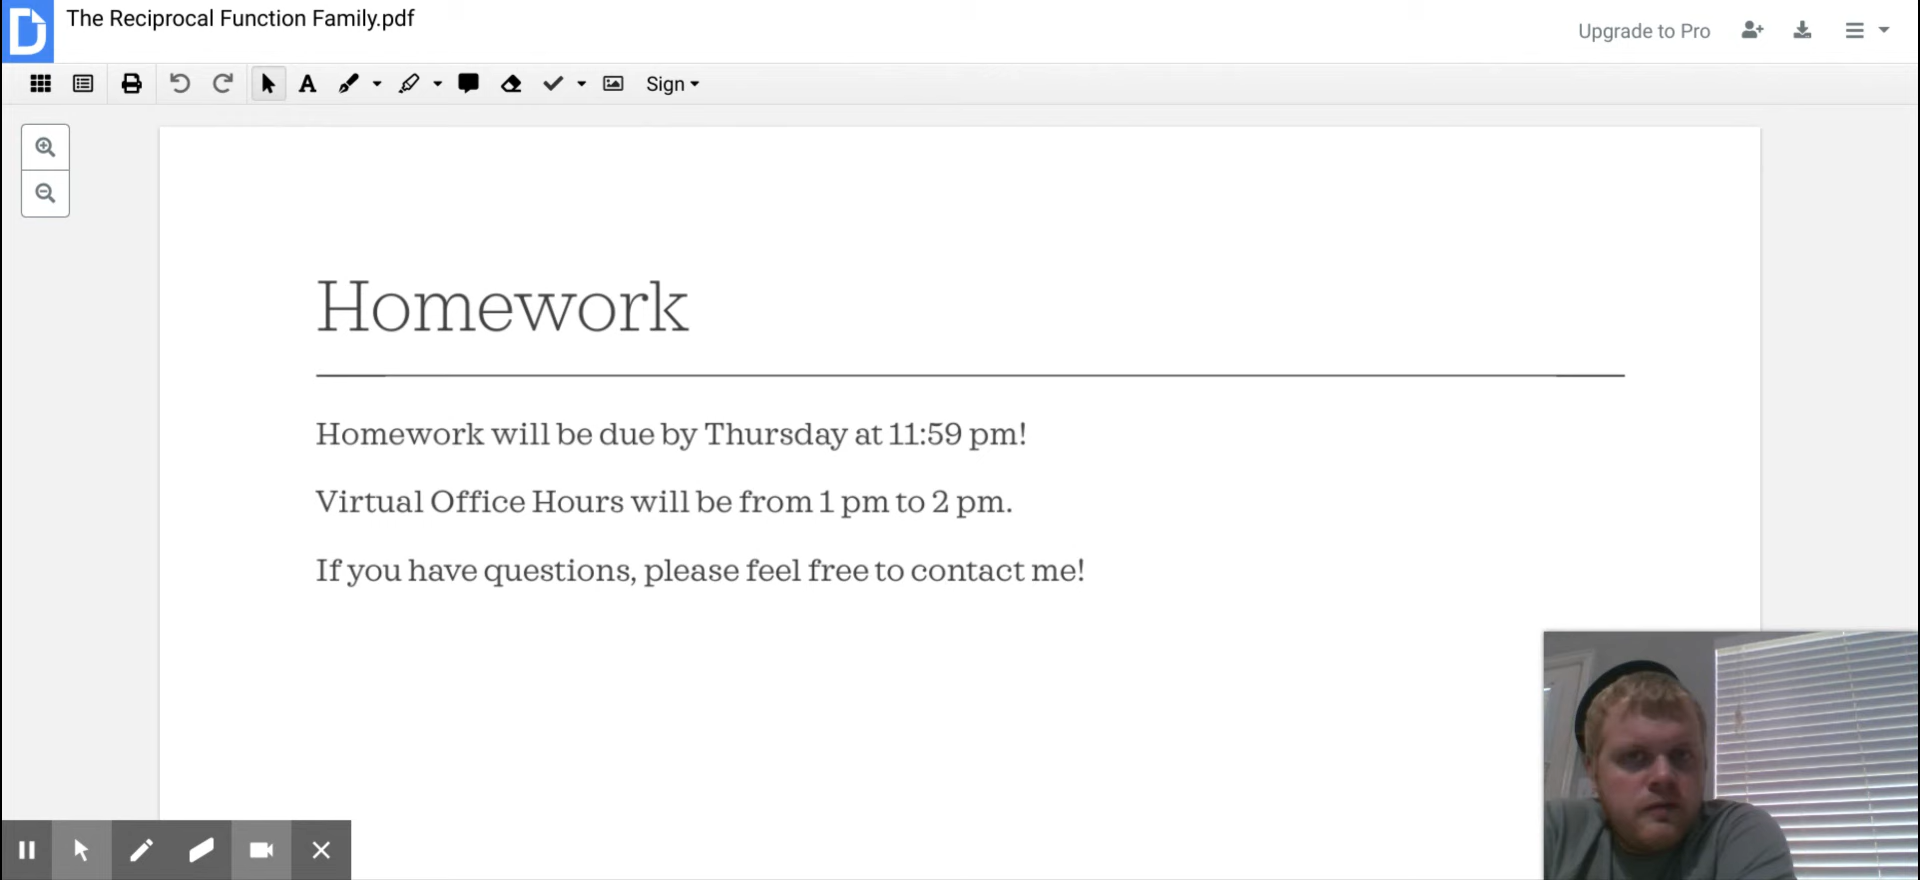 The Reciprocal Function Family.pdf
Upgrade to Pro
A
Sign
Homework
Homework will be due by Thursday at 11:59 pm!
Virtual Office Hours will be from 1 pm to 2 pm.
If you have questions, please feel free to contact me!